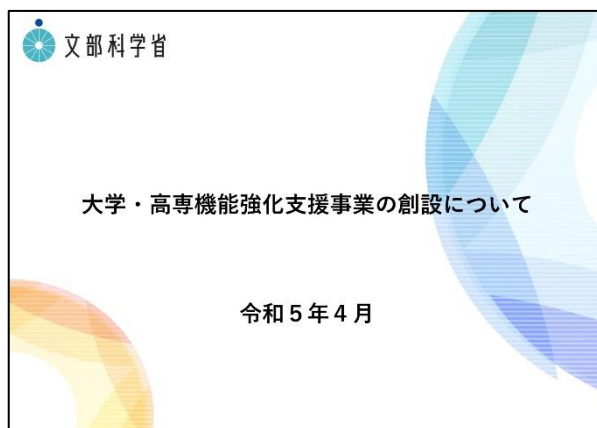 文部科学省
大学・高専機能強化支援事業の創設について
令和５年４月